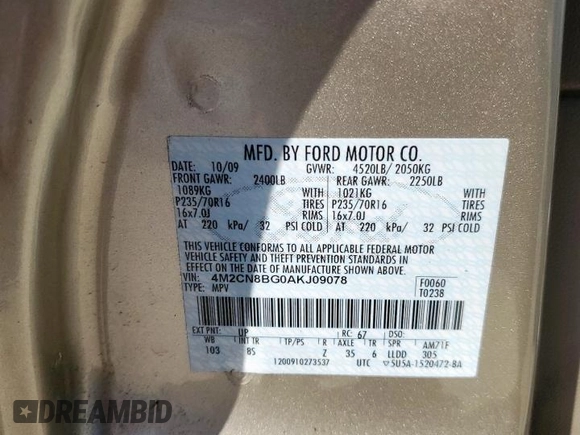 MFD. BY FORD MOTOR CO.
DATE: 10/09 GVWR: 4520LB/ 2050KG
FRONT GAWR: 2400LB REAR GAWR: 2250LB
1089KG WITH 1021KG WITH
P235/70R16 TIRES P235/70R16 TIRES
16x7.0J RIMS 16x7.0J RIMS
AT 220 kPa/ 32 PSI COLD AT 220 kPa/ 32 PSI COLD
THIS VEHICLE CONFORMS TO ALL APPLICABLE FEDERAL MOTOR
VEHICLE SAFETY AND THEFT PREVENTION STANDARDS IN
EFFECT ON THE DATE OF MANUFACTURE SHOWN ABOVE.
VIN: 4M2CN8BG0AKJ09078 F0060
TYPE: MPV T0238
EXT PNT: UP RC: 67 DSO:
WB INT TR TP/PS R AXLE TR SPR AM71F
103 BS Z 35 6 LLDD 305
1200910273537 UTC 5U5A-1520472-BA
DREAMBID